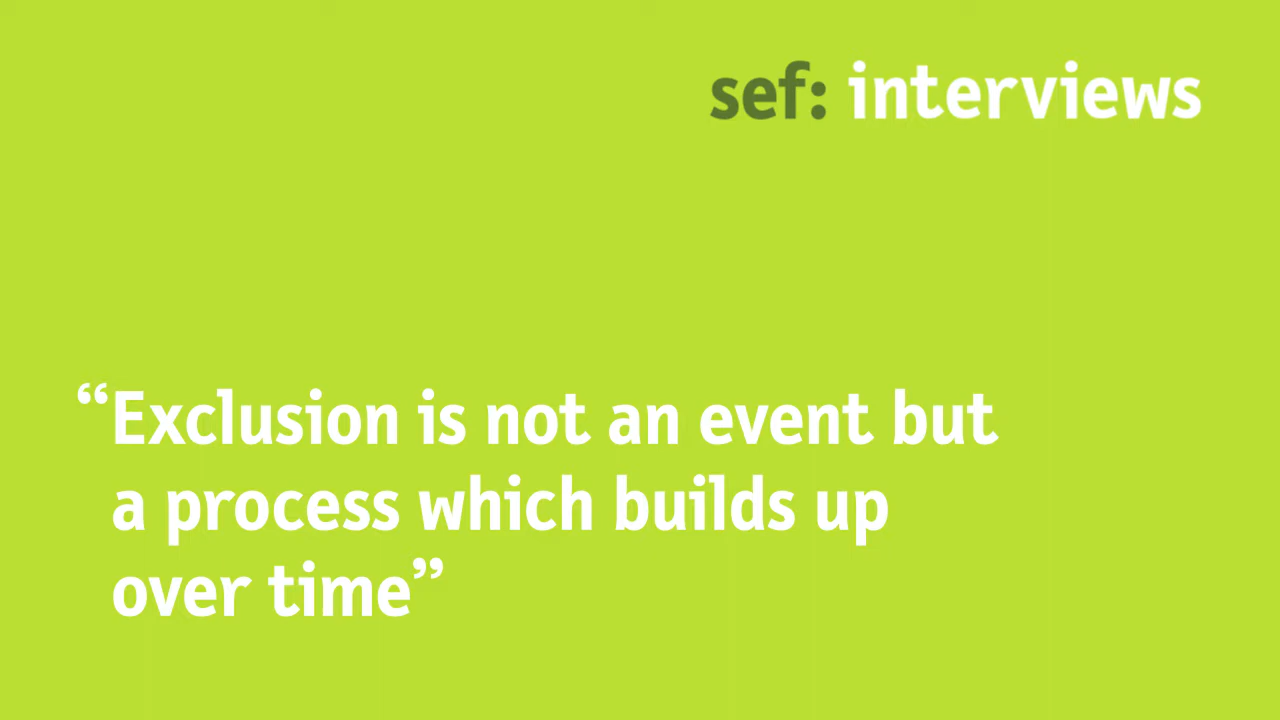 sef: interviews
“Exclusion is not an event but
a process which builds up
over time”